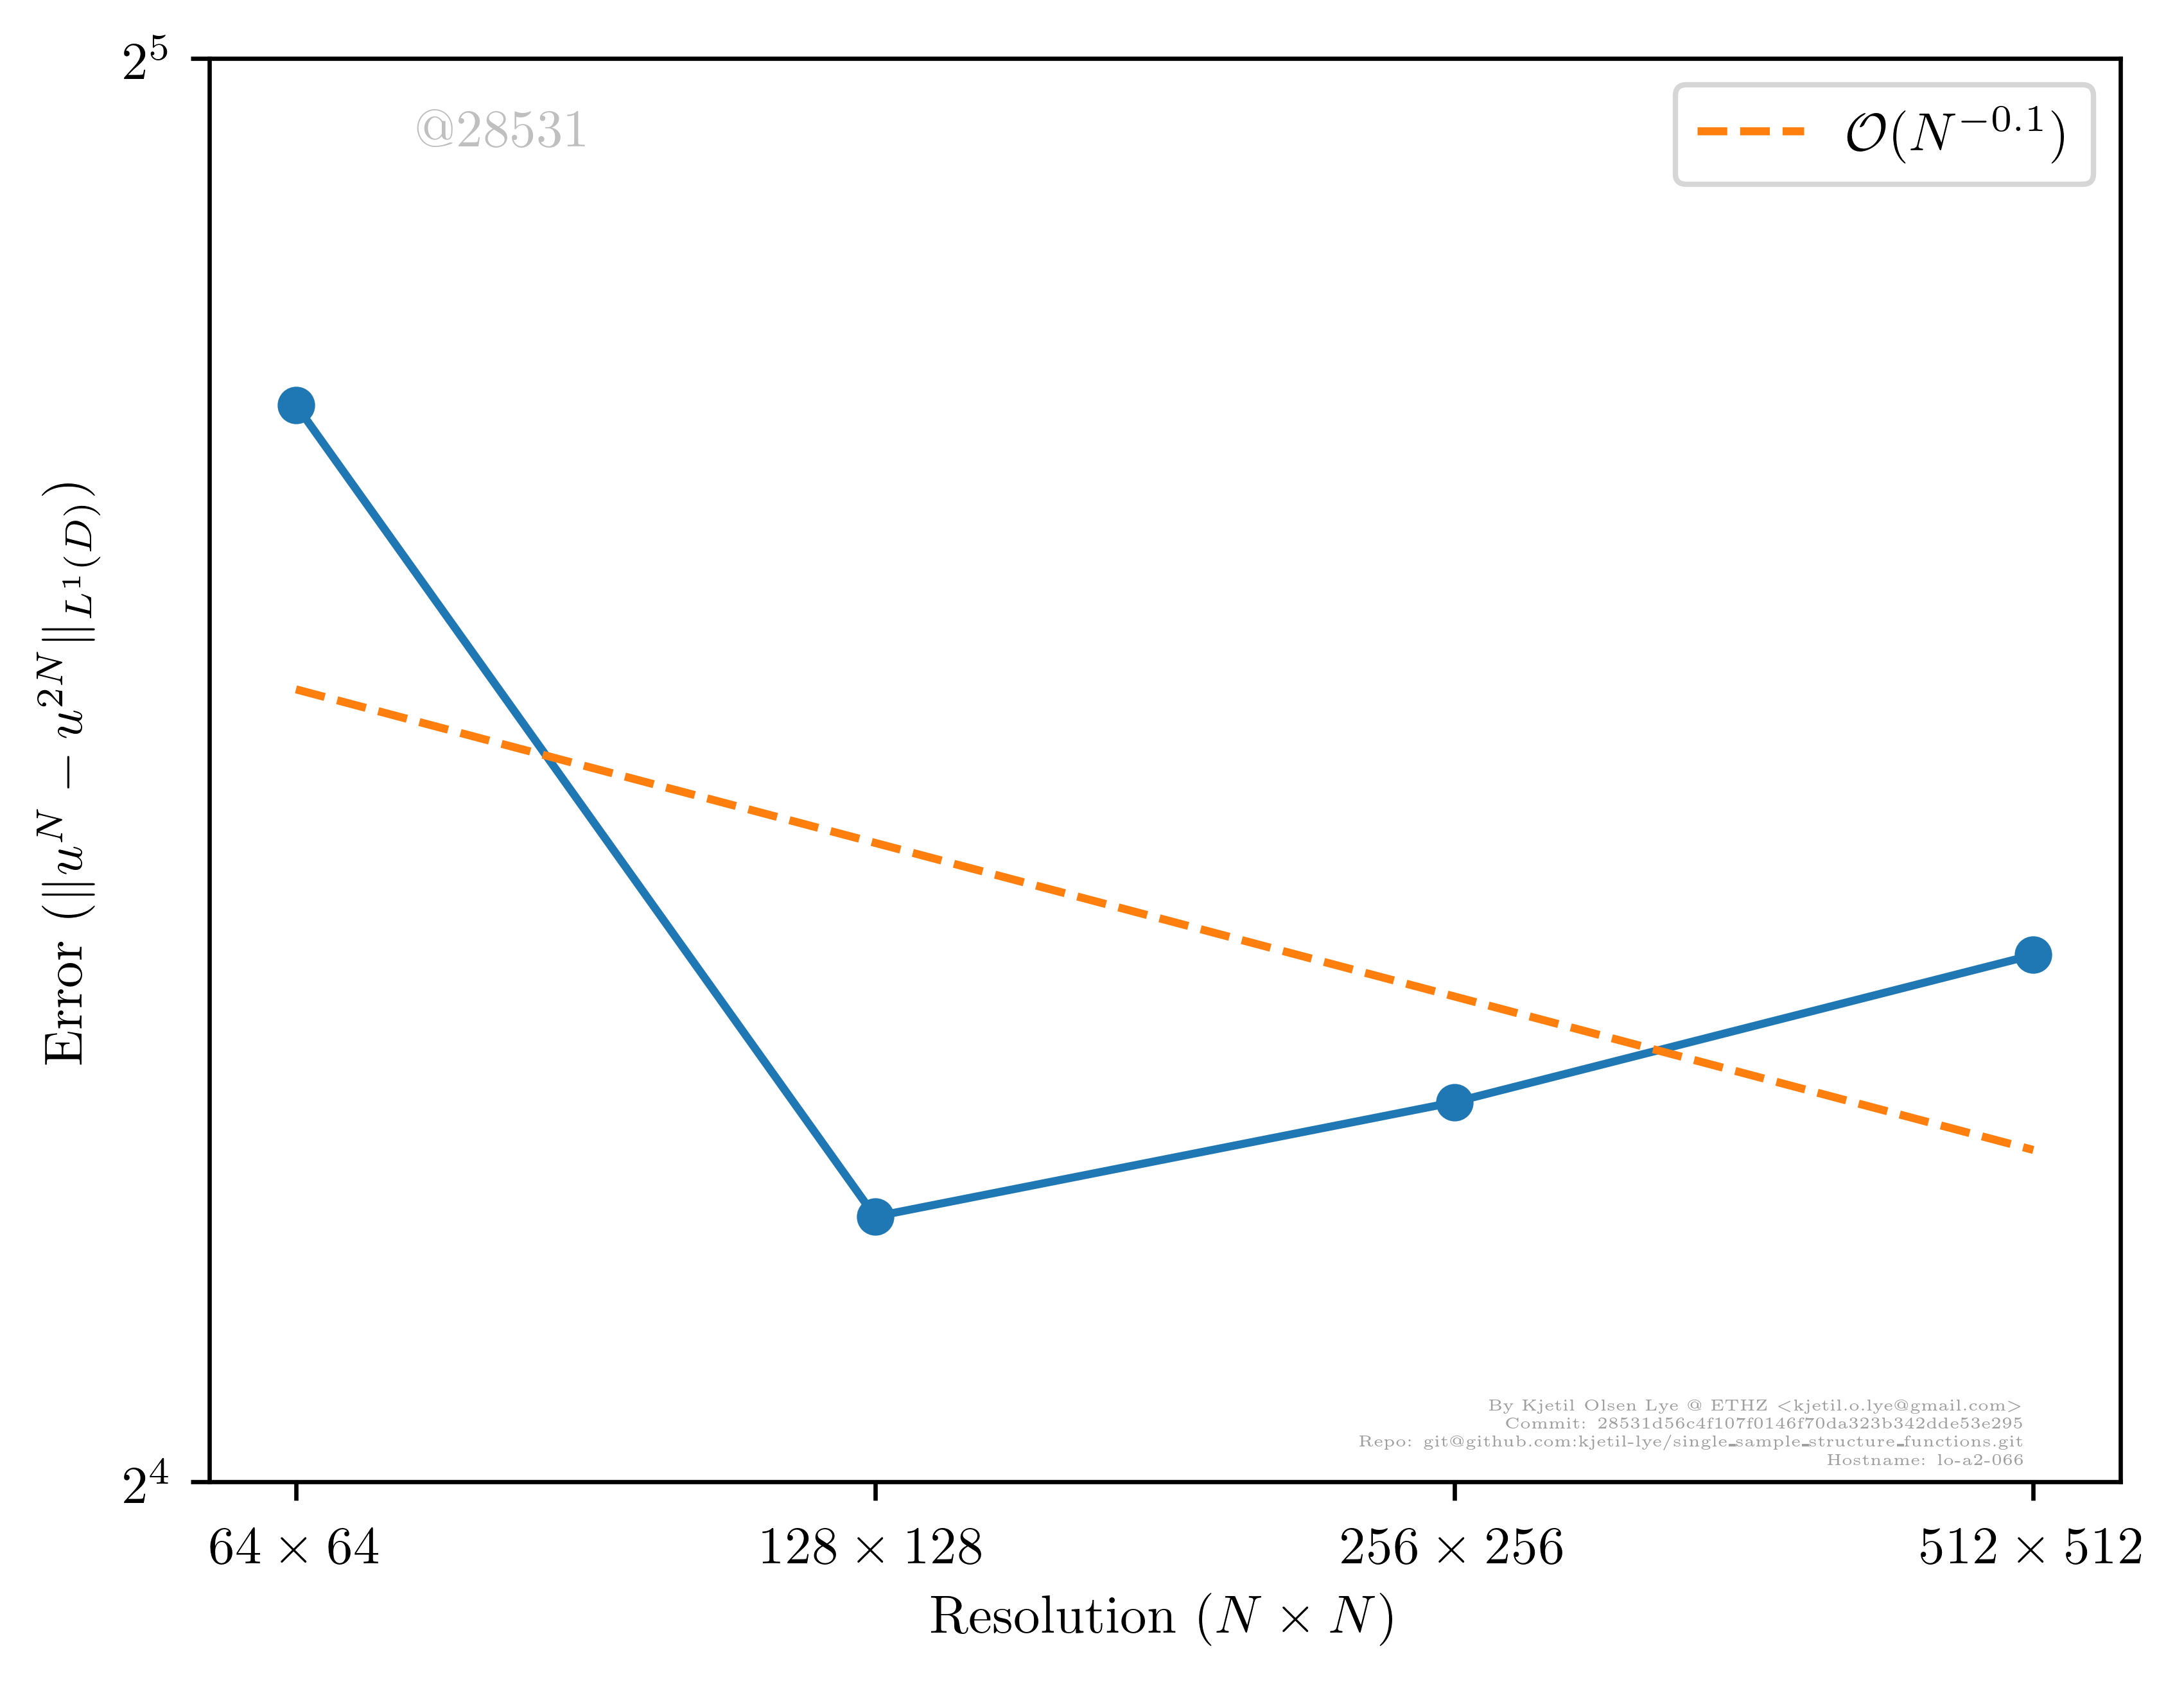 2^5
@28531
O(N^{-0.1})
Error (||u^N − u^{2N}||_{L^1(D)})
By Kjetil Olsen Lye @ ETHZ <kjetil.o.lye@gmail.com>
Commit: 28531d56c4f107f0146f70da323b342dde53e295
Repo: git@github.com:kjetil-lye/single_sample_structure_functions.git
Hostname: lo-a2-066
2^4
64 × 64
128 × 128
256 × 256
512 × 512
Resolution (N × N)